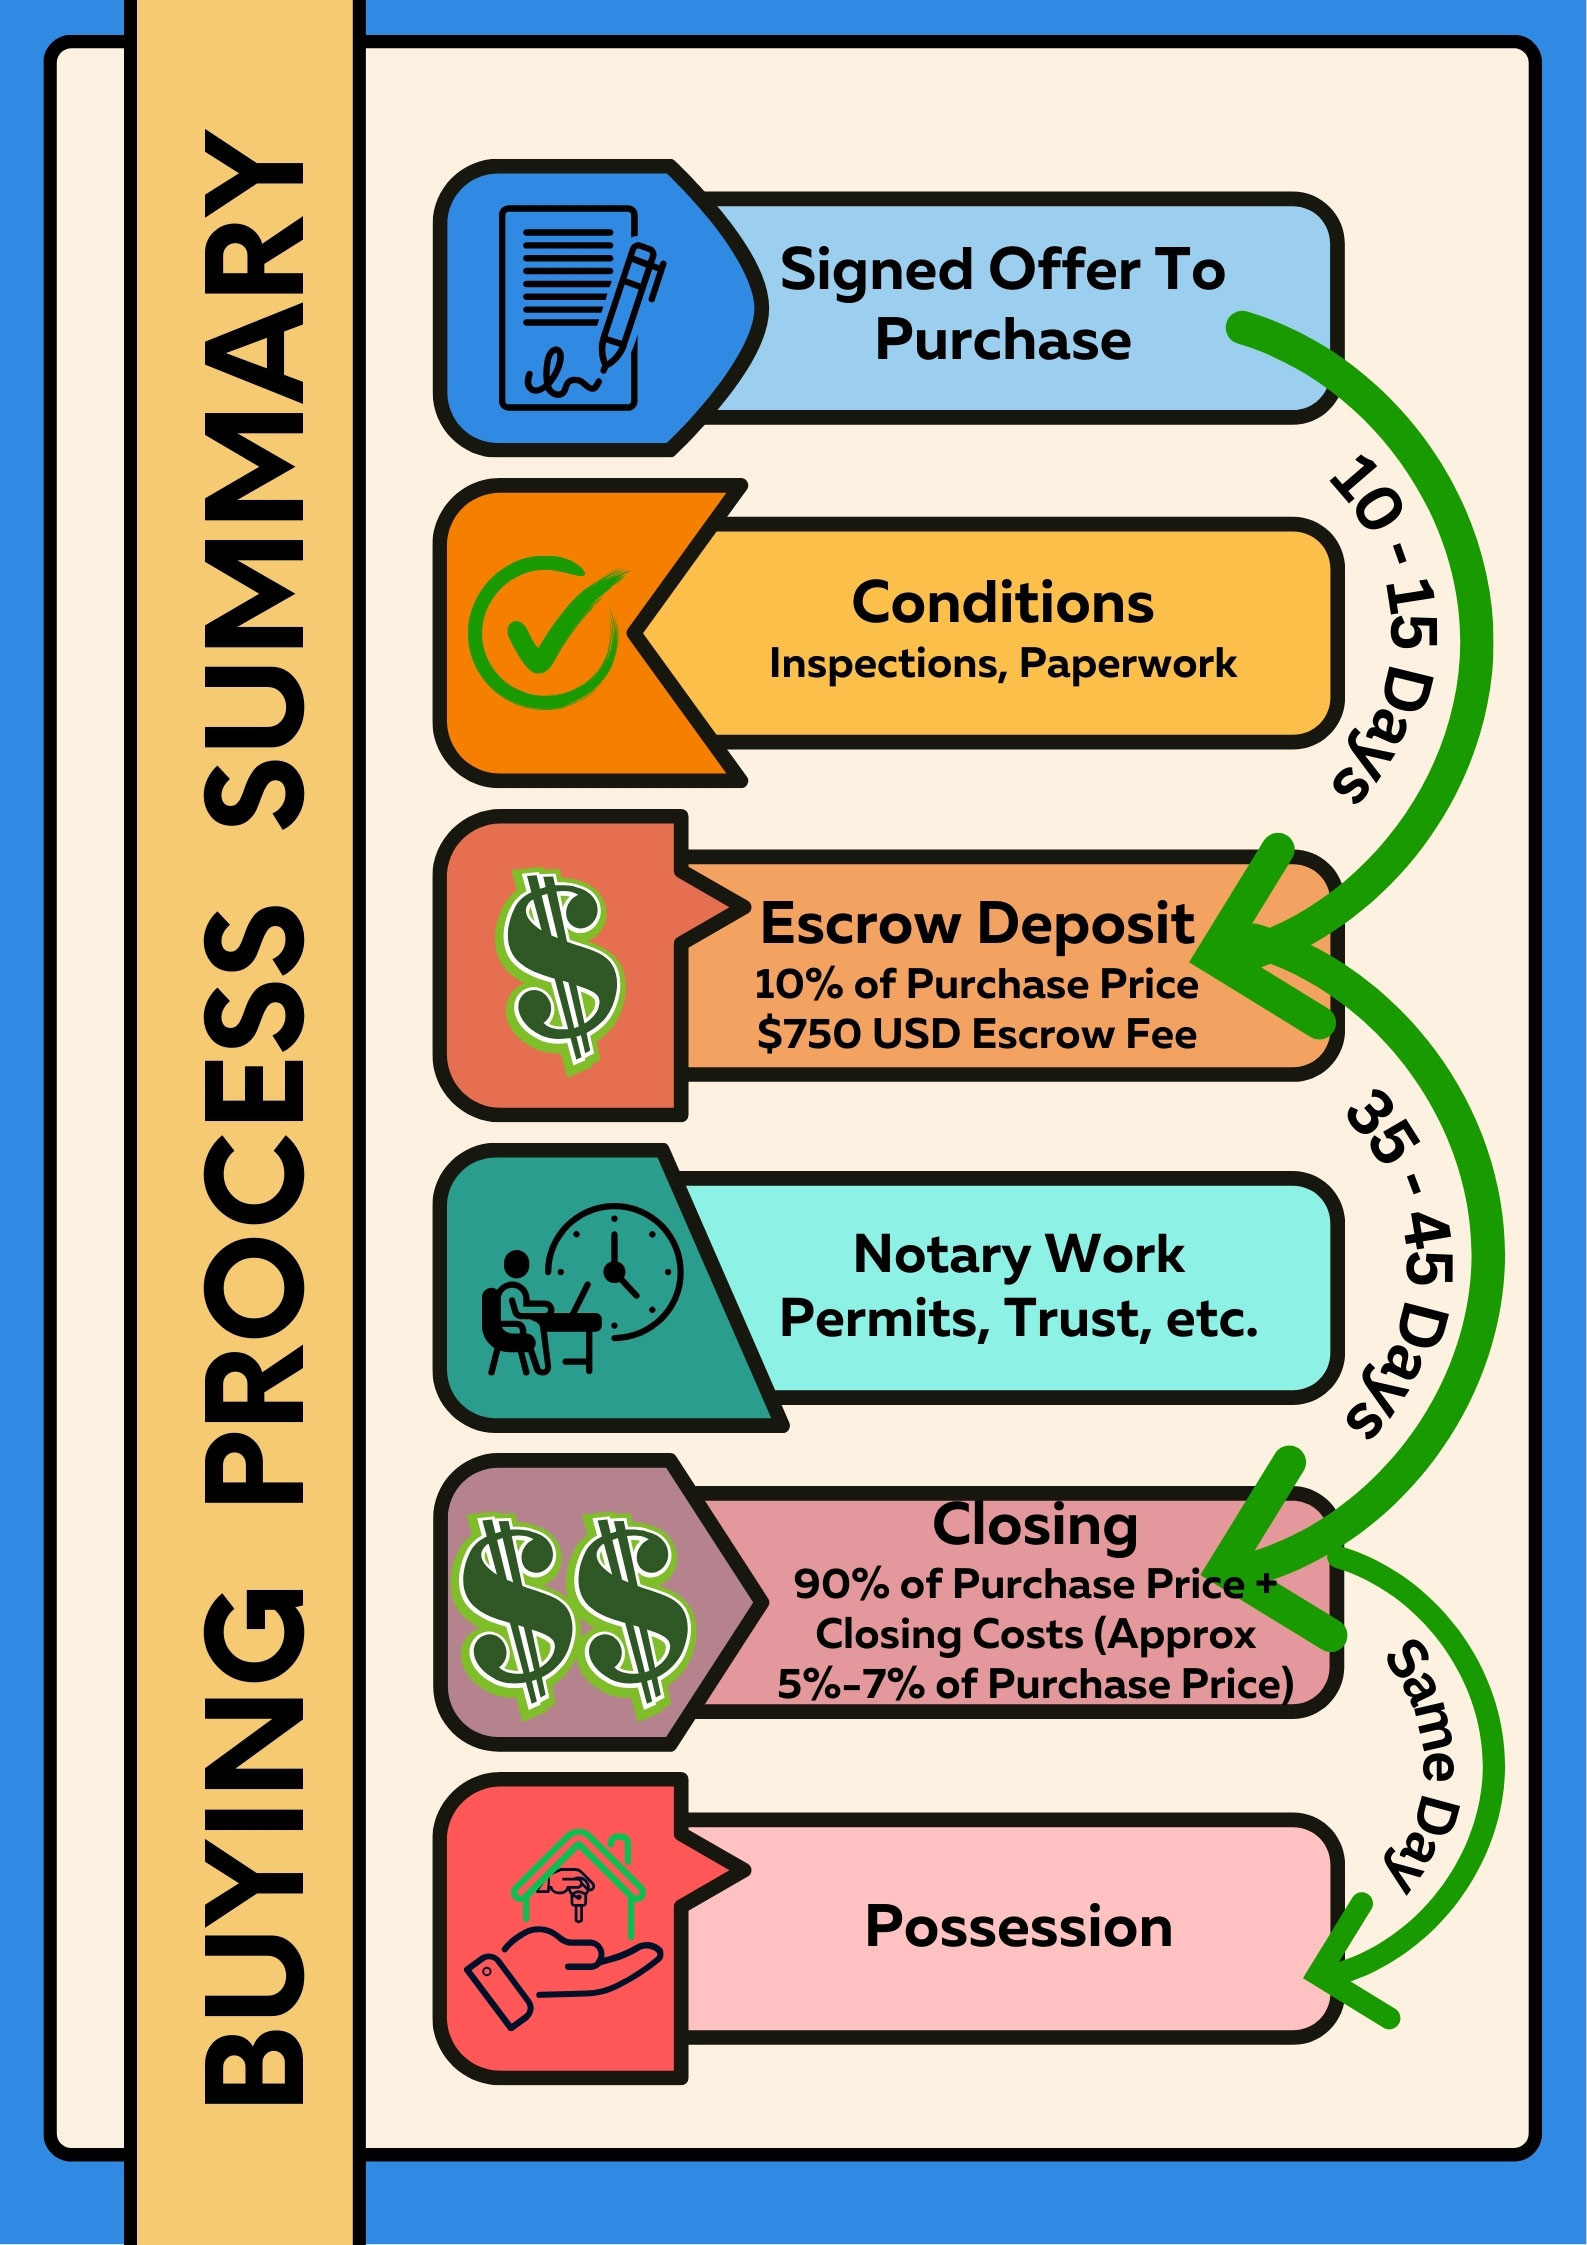 BUYING PROCESS SUMMARY
Signed Offer To
Purchase
10 - 15 Days
Conditions
Inspections, Paperwork
Escrow Deposit
10% of Purchase Price
$750 USD Escrow Fee
35 - 45 Days
Notary Work
Permits, Trust, etc.
Closing
90% of Purchase Price +
Closing Costs (Approx
5%-7% of Purchase Price)
Same Day
Possession